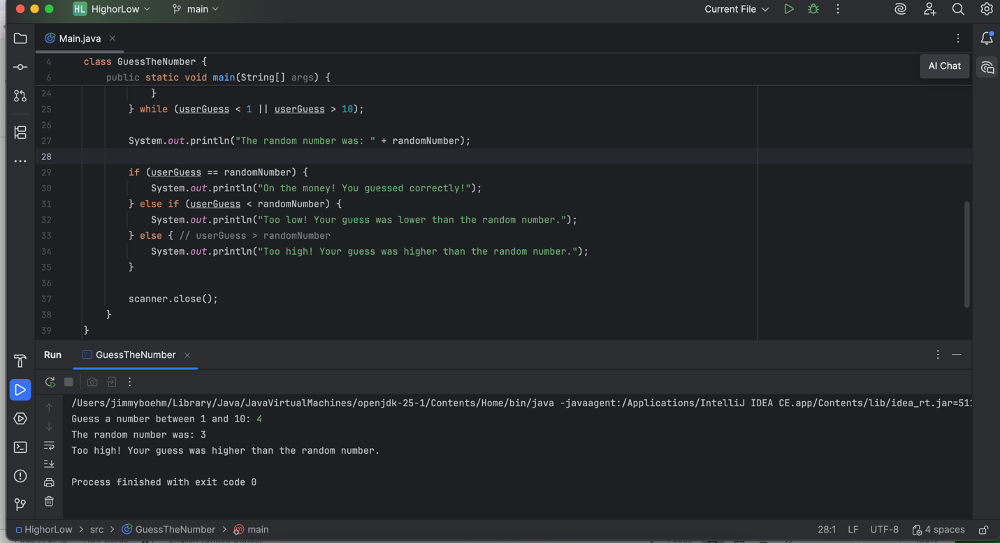 HL HighorLow main Current File
Main.java
AI Chat
4 class GuessTheNumber {
6 public static void main(String[] args) {
24 }
25 } while (userGuess < 1 || userGuess > 10);
26
27 System.out.println("The random number was: " + randomNumber);
28
29 if (userGuess == randomNumber) {
30 System.out.println("On the money! You guessed correctly!");
31 } else if (userGuess < randomNumber) {
32 System.out.println("Too low! Your guess was lower than the random number.");
33 } else { // userGuess > randomNumber
34 System.out.println("Too high! Your guess was higher than the random number.");
35 }
36
37 scanner.close();
38 }
39 }
Run GuessTheNumber
/Users/jimmyboehm/Library/Java/JavaVirtualMachines/openjdk-25-1/Contents/Home/bin/java -javaagent:/Applications/IntelliJ IDEA CE.app/Contents/lib/idea_rt.jar=511
Guess a number between 1 and 10: 4
The random number was: 3
Too high! Your guess was higher than the random number.
Process finished with exit code 0
HighorLow > src > GuessTheNumber > main 28:1 LF UTF-8 4 spaces